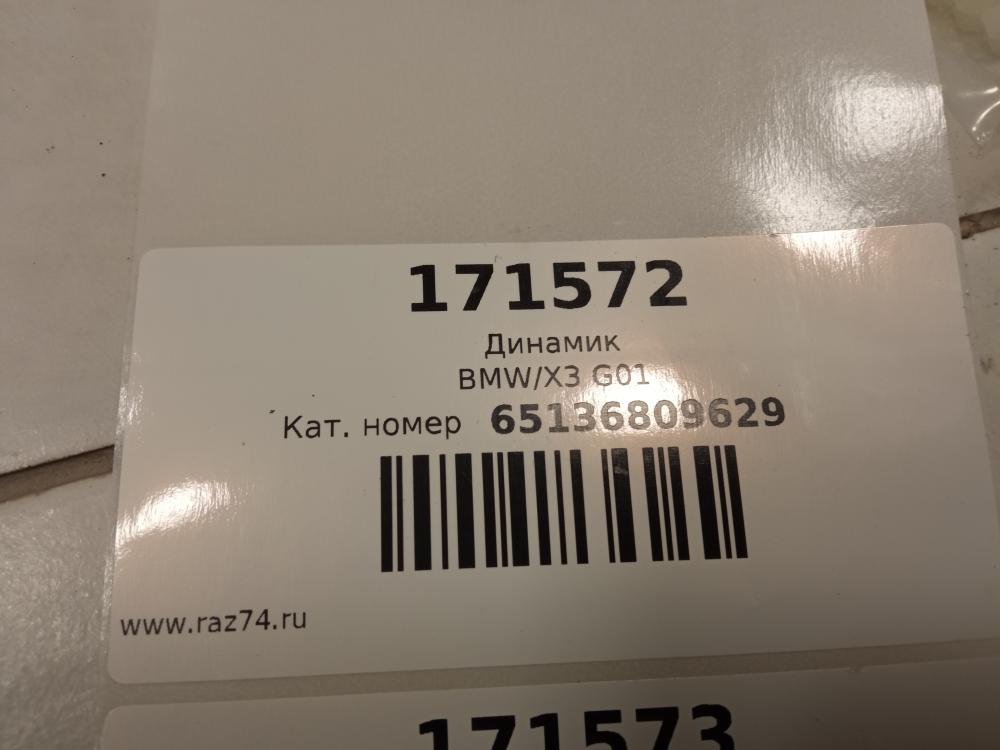 171572
Динамик
BMW/X3 G01
Кат. номер 65136809629
www.raz74.ru
171573